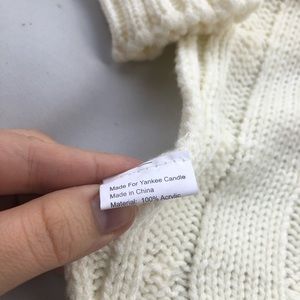 Made For Yankee Candle
Made in China
Material: 100% Acrylic